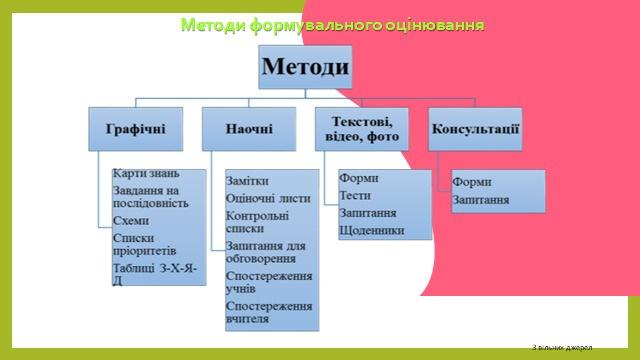 Методи формувального оцінювання
Методи
Графічні
Карти знань
Завдання на
послідовність
Схеми
Списки
пріоритетів
Таблиці З-Х-Я-
Д
Наочні
Замітки
Оціночні листи
Контрольні
списки
Запитання для
обговорення
Спостереження
учнів
Спостереження
вчителя
Текстові,
відео, фото
Форми
Тести
Запитання
Щоденники
Консультації
Форми
Запитання
З вільних джерел